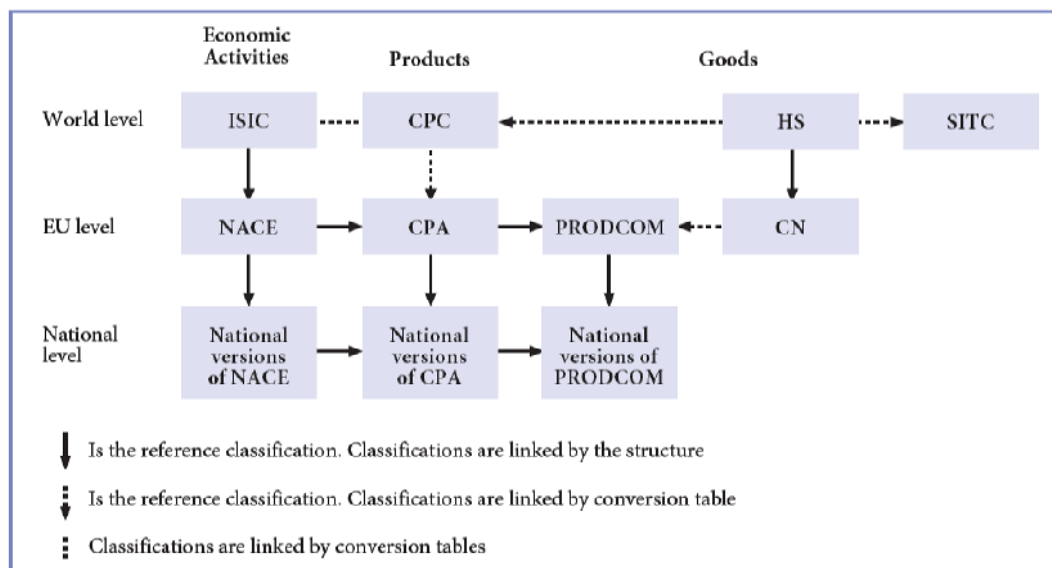 Economic
Activities
Products
Goods
World level
ISIC
CPC
HS
SITC
EU level
NACE
CPA
PRODCOM
CN
National
level
National
versions
of NACE
National
versions
of CPA
National
versions of
PRODCOM
Is the reference classification. Classifications are linked by the structure
Is the reference classification. Classifications are linked by conversion table
Classifications are linked by conversion tables